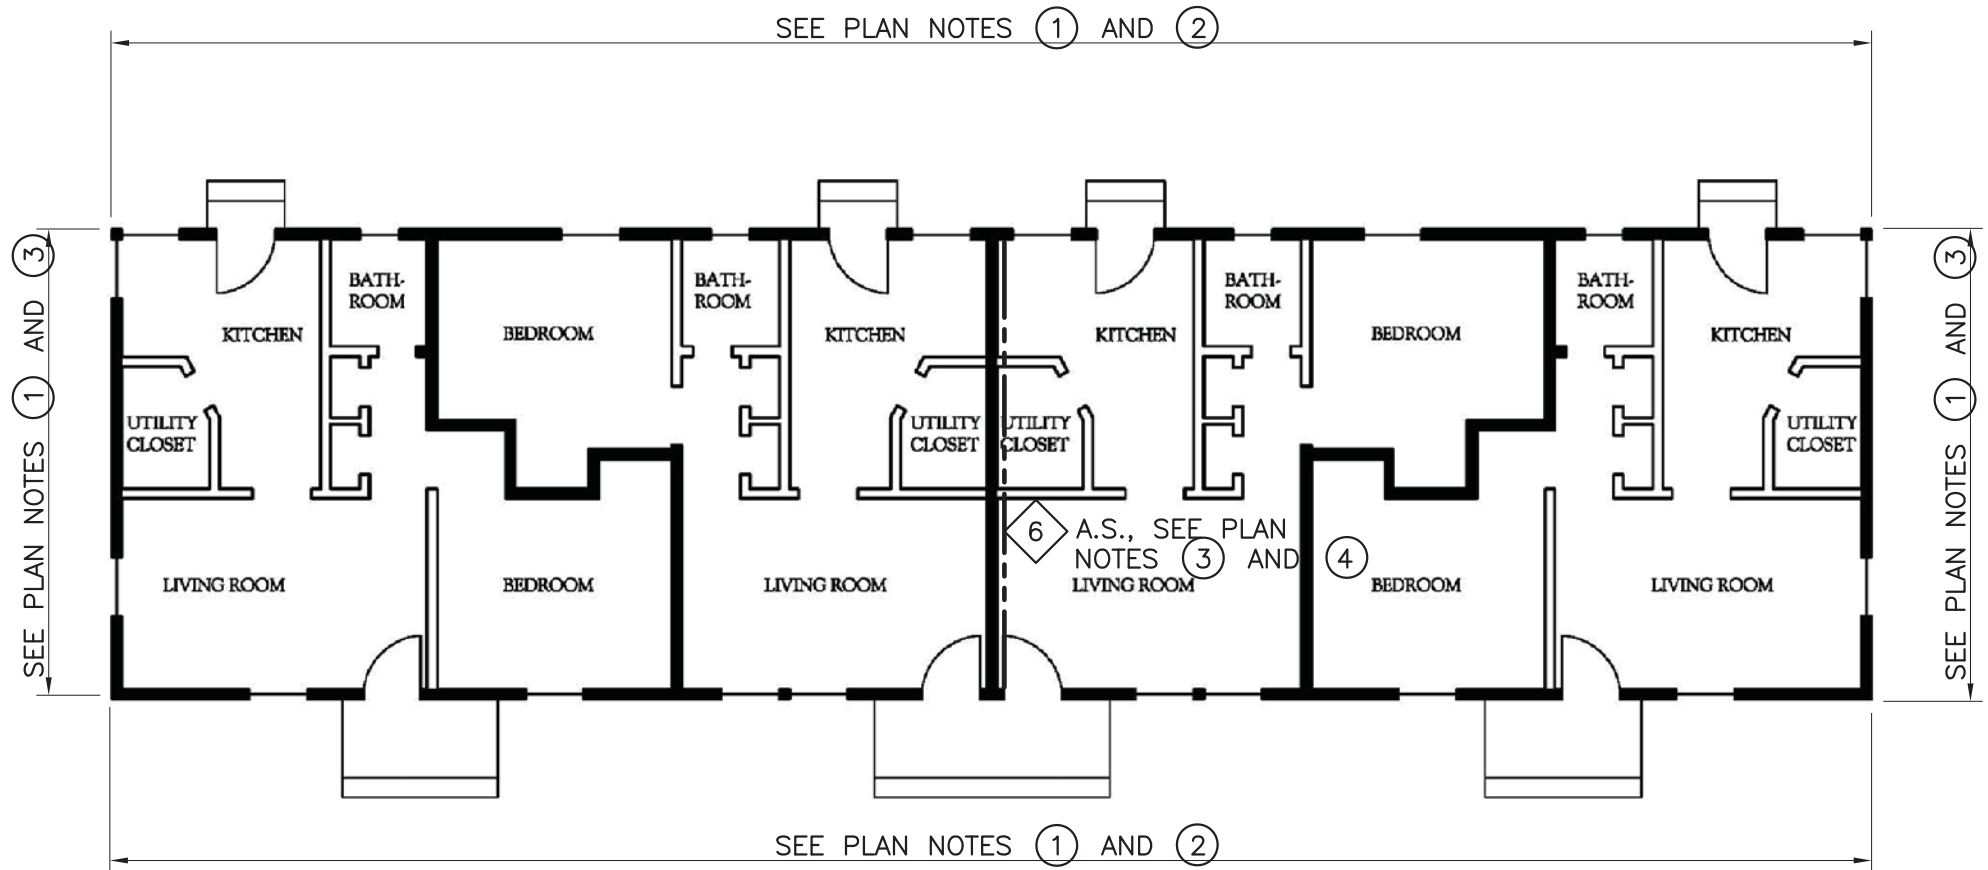 SEE PLAN NOTES 1 AND 2
SEE PLAN NOTES 1 AND 3
SEE PLAN NOTES 1 AND 3
BATH-
ROOM
BATH-
ROOM
BATH-
ROOM
BATH-
ROOM
KITCHEN
BEDROOM
KITCHEN
KITCHEN
BEDROOM
KITCHEN
UTILITY
CLOSET
UTILITY
CLOSET
UTILITY
CLOSET
UTILITY
CLOSET
6 A.S., SEE PLAN
NOTES 3 AND 4
LIVING ROOM
BEDROOM
LIVING ROOM
LIVING ROOM
BEDROOM
LIVING ROOM
SEE PLAN NOTES 1 AND 2